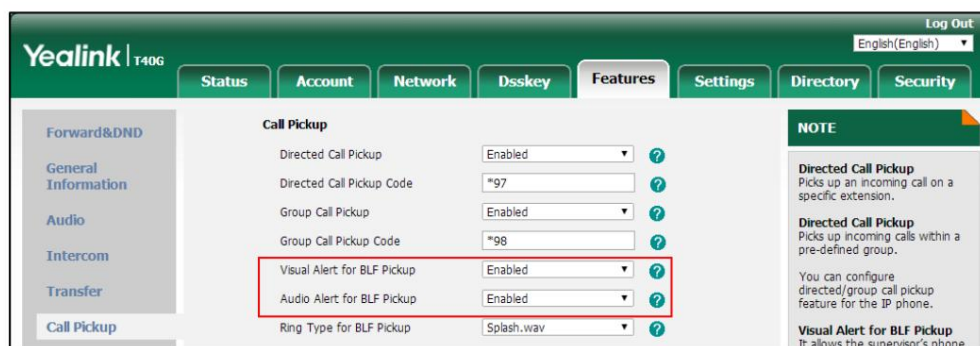 Log Out
Yealink | T40G
English(English)
Status Account Network Dsskey Features Settings Directory Security
Forward&DND
General
Information
Audio
Intercom
Transfer
Call Pickup
Call Pickup
Directed Call Pickup Enabled ?
Directed Call Pickup Code *97 ?
Group Call Pickup Enabled ?
Group Call Pickup Code *98 ?
Visual Alert for BLF Pickup Enabled ?
Audio Alert for BLF Pickup Enabled ?
Ring Type for BLF Pickup Splash.wav ?
NOTE
Directed Call Pickup
Picks up an incoming call on a
specific extension.
Directed Call Pickup
Picks up incoming calls within a
pre-defined group.
You can configure
directed/group call pickup
feature for the IP phone.
Visual Alert for BLF Pickup
It allows the supervisor's phone